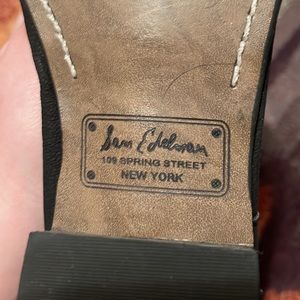 Sam Edelman
109 SPRING STREET
NEW YORK